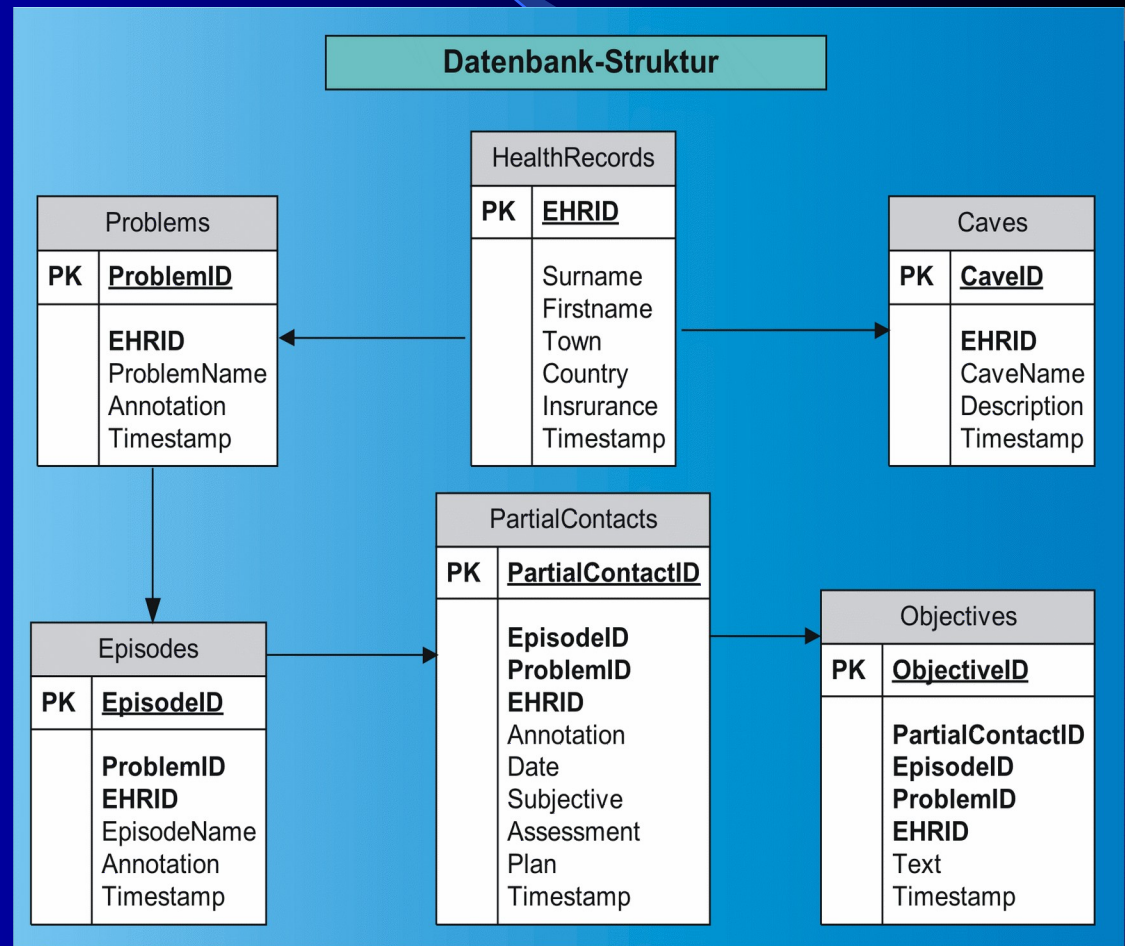 Datenbank-Struktur
HealthRecords
PK EHRID
Surname
Firstname
Town
Country
Insrurance
Timestamp
Problems
PK ProblemID
EHRID
ProblemName
Annotation
Timestamp
Caves
PK CaveID
EHRID
CaveName
Description
Timestamp
Episodes
PK EpisodeID
ProblemID
EHRID
EpisodeName
Annotation
Timestamp
PartialContacts
PK PartialContactID
EpisodeID
ProblemID
EHRID
Annotation
Date
Subjective
Assessment
Plan
Timestamp
Objectives
PK ObjectiveID
PartialContactID
EpisodeID
ProblemID
EHRID
Text
Timestamp